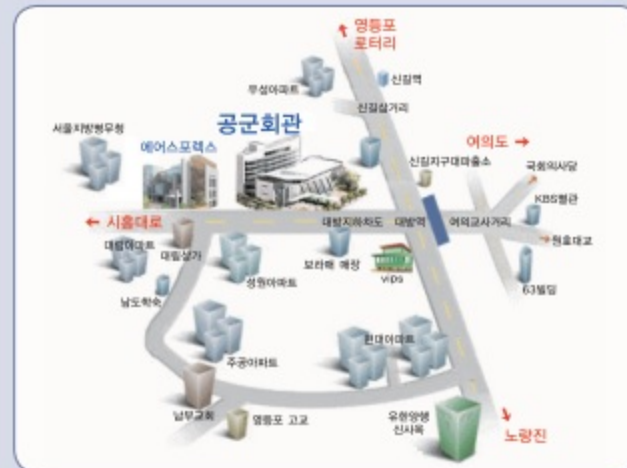 영등포
로터리
신길역
우성아파트
신길삼거리
공군회관
서울지방병무청
에어스포렉스
여의도
신길지구대파출소
국회의사당
KBS별관
시흥대로
대방지하차도
대방역
여의교사거리
원효대교
대림아파트
대림상가
성원아파트
보라매 매장
vips
63빌딩
남도학숙
주공아파트
현대아파트
남부교회
영등포 고교
유한양행
신사옥
노량진